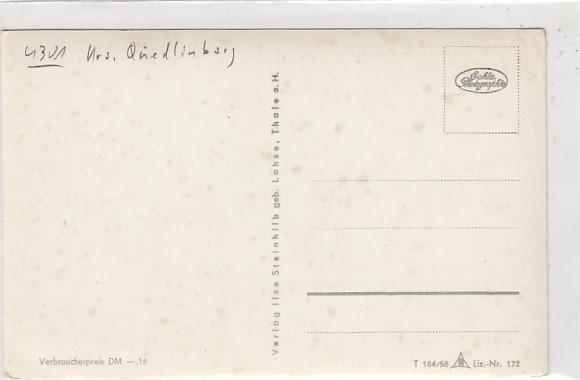 4321 Krs. Quedlinburg
Echte
Photographie
Verlag Ilse Steinhilb geb. Lohse, Thale a. H.
Verbraucherpreis DM —.15
T 164/58 Liz.-Nr. 172